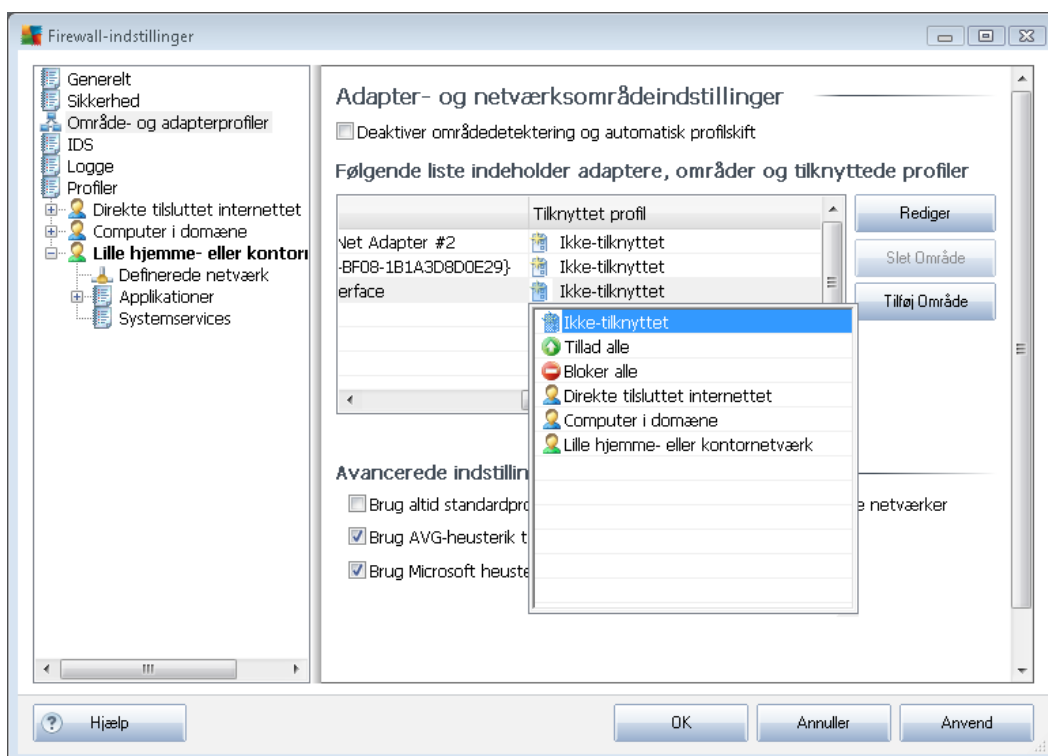 Firewall-indstillinger
Generelt
Sikkerhed
Område- og adapterprofiler
IDS
Logge
Profiler
Direkte tilsluttet internettet
Computer i domæne
Lille hjemme- eller kontor
Definerede netværk
Applikationer
Systemservices
Adapter- og netværksområdeindstillinger
Deaktiver områdedetektering og automatisk profilskift
Følgende liste indeholder adaptere, områder og tilknyttede profiler
Tilknyttet profil
Net Adapter #2 Ikke-tilknyttet
-BF08-1B1A3D8D0E29}. Ikke-tilknyttet
erface Ikke-tilknyttet
Ikke-tilknyttet
Tillad alle
Bloker alle
Direkte tilsluttet internettet
Computer i domæne
Lille hjemme- eller kontornetværk
Rediger
Slet Område
Tilføj Område
Avancerede indstillin
Brug altid standardpro e netværker
Brug AVG-heusterik t
Brug Microsoft heuste
? Hjælp
OK
Annuller
Anvend